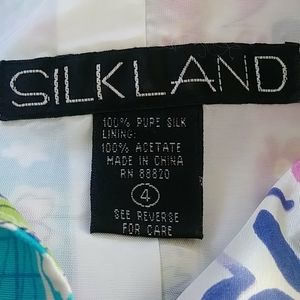 SILKLAND
100% PURE SILK
LINING:
100% ACETATE
MADE IN CHINA
RN 88820
4
SEE REVERSE
FOR CARE